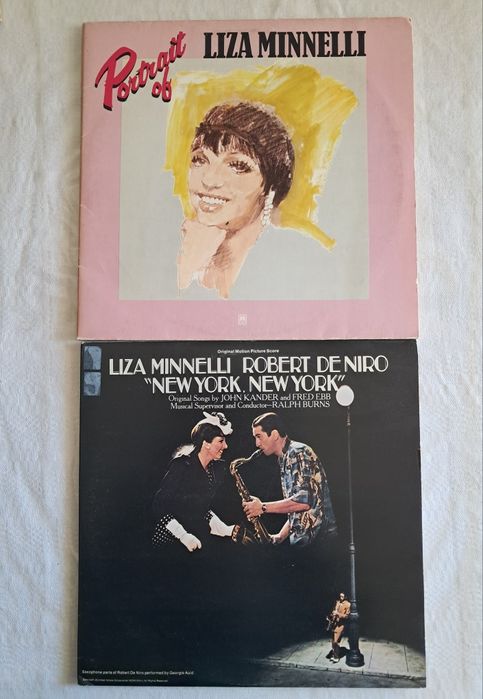 Portrait
of
LIZA MINNELLI
Original Motion Picture Score
LIZA MINNELLI ROBERT DE NIRO
"NEW YORK, NEW YORK"
Original Songs by JOHN KANDER and FRED EBB
Musical Supervisor and Conductor—RALPH BURNS
Saxophone parts of Robert De Niro performed by Georgie Auld